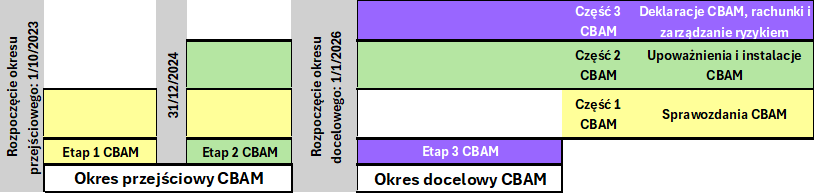 Rozpoczęcie okresu
przejściowego: 1/10/2023
31/12/2024
Rozpoczęcie okresu
docelowego: 1/1/2026
Część 3
CBAM
Deklaracje CBAM, rachunki i
zarządzanie ryzykiem
Część 2
CBAM
Upoważnienia i instalacje
CBAM
Część 1
CBAM
Sprawozdania CBAM
Etap 1 CBAM
Etap 2 CBAM
Etap 3 CBAM
Okres przejściowy CBAM
Okres docelowy CBAM